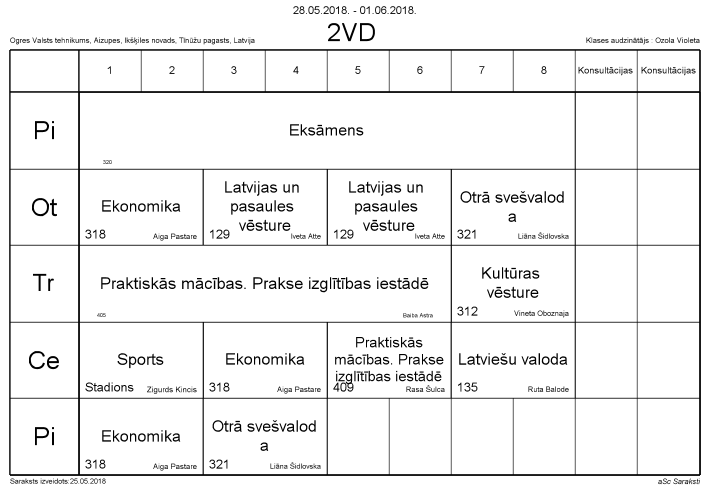 28.05.2018. - 01.06.2018.
Ogres Valsts tehnikums, Aizupes, Ikšķiles novads, Tīnūžu pagasts, Latvija
2VD
Klases audzinātājs : Ozola Violeta
1 2 3 4 5 6 7 8 Konsultācijas Konsultācijas
Pi
Eksāmens
320
Ot
Ekonomika
318 Aiga Pastare
Latvijas un
pasaules
vēsture
129 Iveta Atte
Latvijas un
pasaules
vēsture
129 Iveta Atte
Otrā svešvalod
a
321 Liāna Šidlovska
Tr
Praktiskās mācības. Prakse izglītības iestādē
405 Baiba Astra
Kultūras
vēsture
312 Vineta Oboznaja
Ce
Sports
Stadions Zigurds Kincis
Ekonomika
318 Aiga Pastare
Praktiskās
mācības. Prakse
izglītības iestādē
409 Rasa Šulca
Latviešu valoda
135 Ruta Balode
Pi
Ekonomika
318 Aiga Pastare
Otrā svešvalod
a
321 Liāna Šidlovska
Saraksts izveidots:25.05.2018
aSc Saraksti